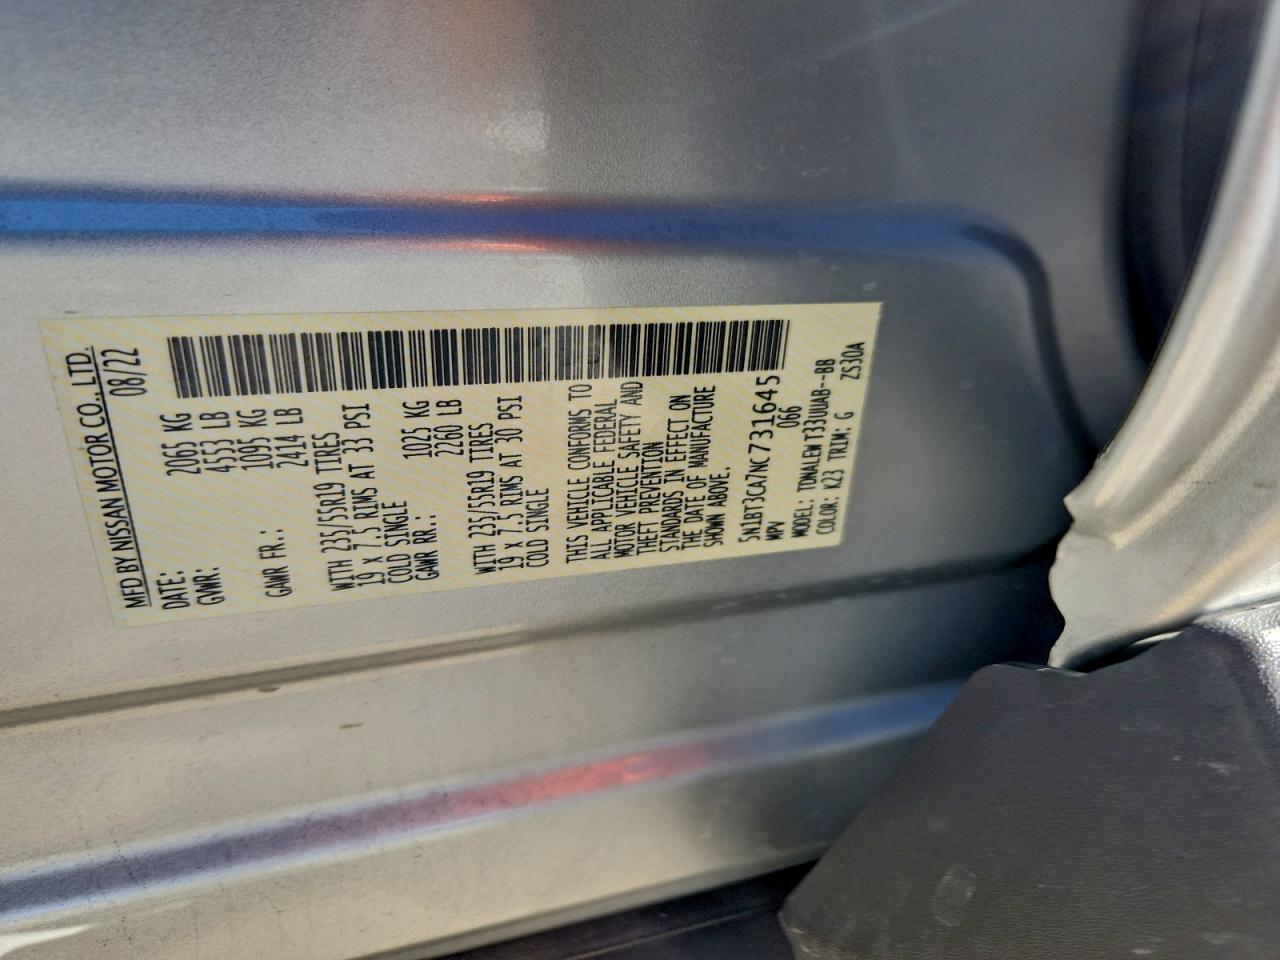 MFD BY NISSAN MOTOR CO., LTD.
DATE: 08/22
GVWR: 2065 KG
4553 LB
1095 KG
GAWR FR.: 2414 LB
WITH 235/55R19 TIRES
19 X 7.5 RIMS AT 33 PSI
COLD SINGLE
GAWR RR.: 1025 KG
2260 LB
WITH 235/55R19 TIRES
19 X 7.5 RIMS AT 30 PSI
COLD SINGLE
THIS VEHICLE CONFORMS TO
ALL APPLICABLE FEDERAL
MOTOR VEHICLE SAFETY AND
THEFT PREVENTION
STANDARDS IN EFFECT ON
THE DATE OF MANUFACTURE
SHOWN ABOVE.
5N1BT3CA7NC731645
MPV 066
MODEL: TDNALEWT33UUAB--BB
COLOR: K23 TRIM: G ZS30A